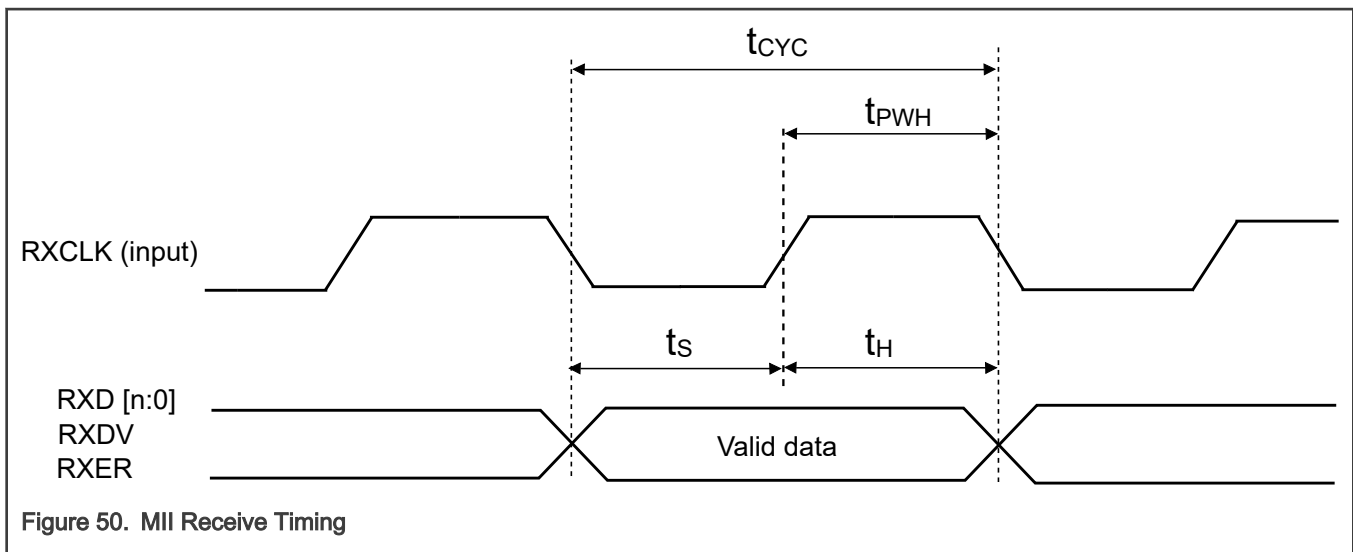 tCYC
tPWH
RXCLK (input)
tS
tH
RXD [n:0]
RXDV
Valid data
RXER
Figure 50. MII Receive Timing